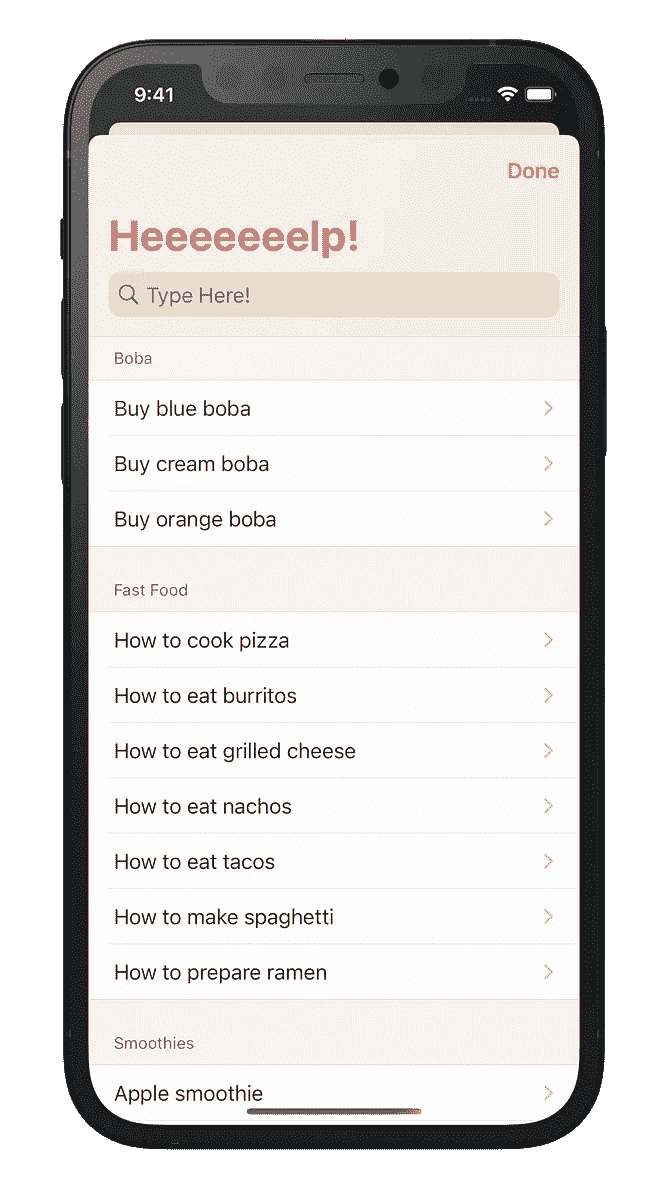 9:41
Done
Heeeeeeelp!
Type Here!
Boba
Buy blue boba
Buy cream boba
Buy orange boba
Fast Food
How to cook pizza
How to eat burritos
How to eat grilled cheese
How to eat nachos
How to eat tacos
How to make spaghetti
How to prepare ramen
Smoothies
Apple smoothie